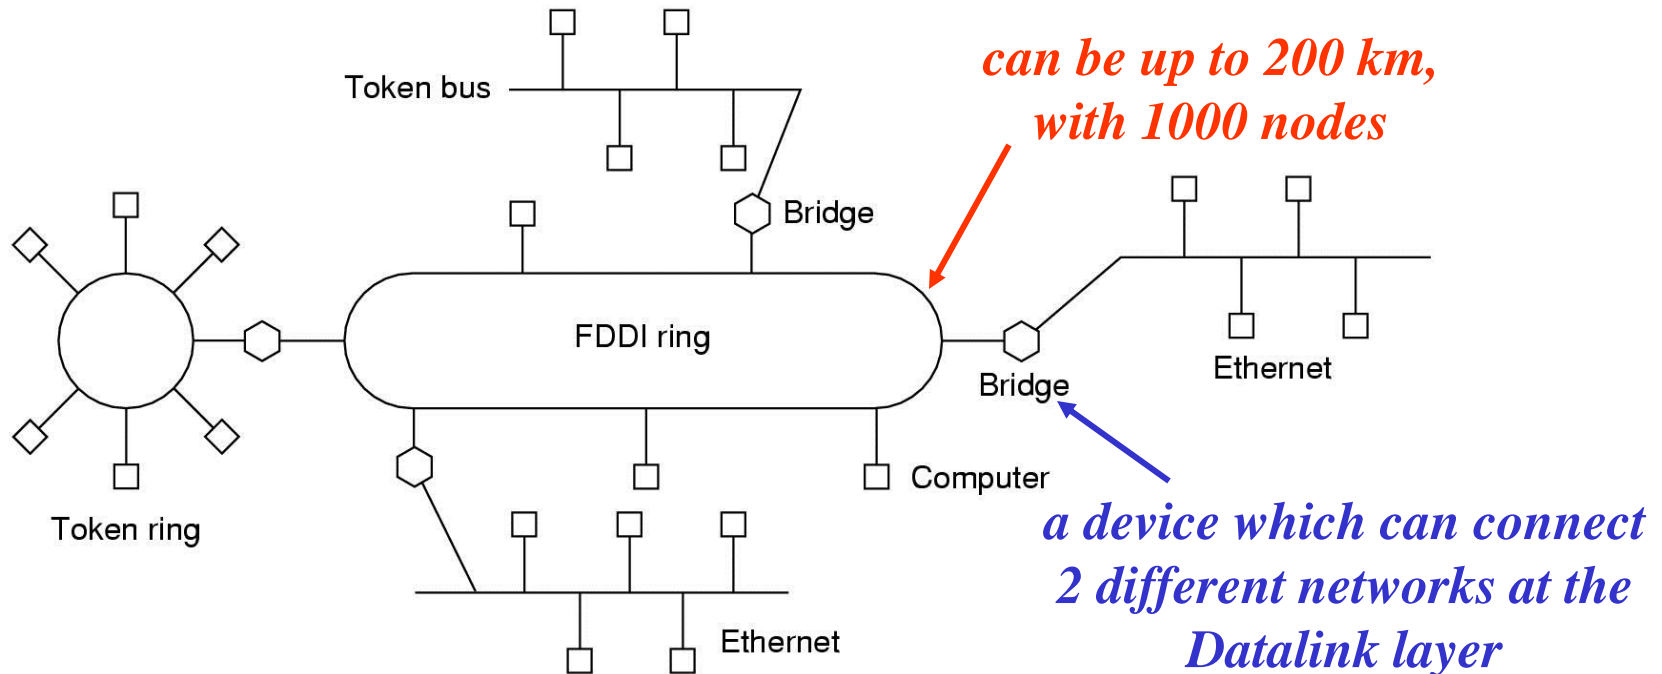 can be up to 200 km,
with 1000 nodes
Token bus
Bridge
FDDI ring
Ethernet
Bridge
Computer
Token ring
a device which can connect
2 different networks at the
Datalink layer
Ethernet